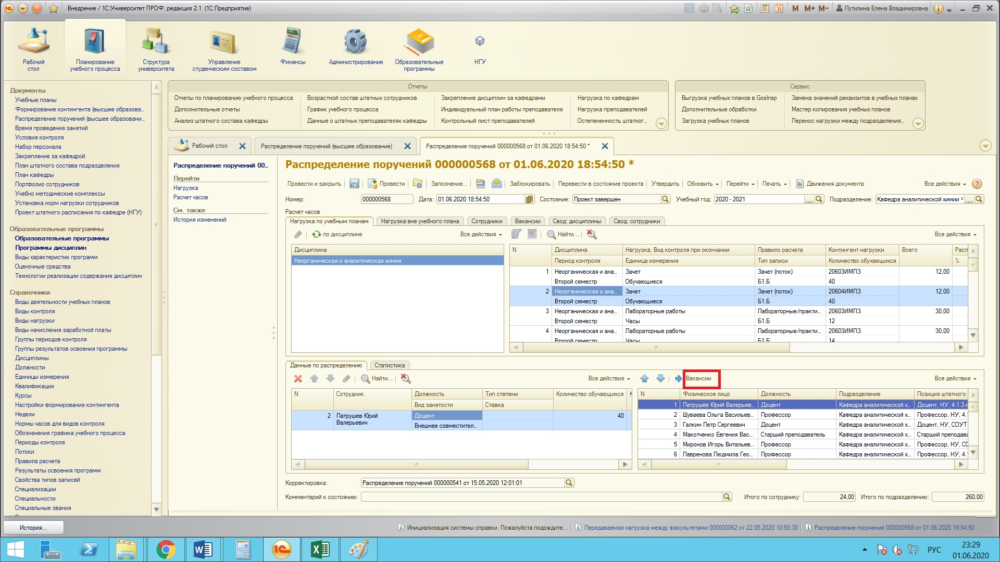 Внедрение / 1С:Университет ПРОФ, редакция 2.1 (1С:Предприятие)
M M+ M- Путилина Елена Владимировна
Рабочий стол
Планирование учебного процесса
Структура университета
Управление студенческим составом
Финансы
Администрирование
Образовательные программы
НГУ
Документы
Учебные планы
Формирование контингента (высшее образова...
Распределение поручений (высшее образовани...
Время проведения занятий
Условия контроля
Набор персонала
Закрепление за кафедрой
План штатного состава подразделения
План кафедры
Портфолио сотрудников
Учебно методические комплексы
Установка норм нагрузки сотрудников
Проект штатного расписания по кафедре (НГУ)
Образовательные программы
Образовательные программы
Программы дисциплин
Виды характеристик программ
Оценочные средства
Технологии реализации содержания дисциплин
Справочники
Виды деятельности учебных планов
Виды контроля
Виды нагрузки
Виды начисления заработной платы
Группы периодов контроля
Группы результатов освоения программы
Дисциплины
Должности
Единицы измерения
Квалификации
Курсы
Настройки формирования контингента
Недели
Нормы часов для видов контроля
Обозначения графика учебного процесса
Периоды контроля
Потоки
Правила расчета
Результаты освоения программ
Свойства типов записей
Специализации
Специальности
Специальные звания
Отчеты
Отчеты по планированию учебного процесса
Дополнительные отчеты
Анализ штатного состава кафедры
Возрастной состав штатных сотрудников
График учебного процесса
Данные о штатных преподавателях кафедры
Закрепление дисциплин за кафедрами
Индивидуальный план работы преподавателя
Контрольный лист преподавателей
Нагрузка по кафедрам
Нагрузка преподавателей
Остепененность штатног...
Сервис
Выгрузка учебных планов в GosInsp
Дополнительные обработки
Загрузка учебных планов
Замена значений реквизитов в учебных планах
Мастер копирования учебных планов
Перенос нагрузки между подразделения...
Рабочий стол
Распределение поручений (высшее образование)
Распределение поручений 000000568 от 01.06.2020 18:54:50 *
Распределение поручений 00...
Перейти
Нагрузка
Расчет часов
См. также
История изменений
Распределение поручений 000000568 от 01.06.2020 18:54:50 *
Провести и закрыть Провести Заполнение... Заблокировать Перевести в состояние проекта Утвердить Обновить Перейти Печать Движения документа Все действия
Номер: 000000568 Дата: 01.06.2020 18:54:50 Состояние: Проект завершен Учебный год: 2020 - 2021 Подразделение: Кафедра аналитической химии
Расчет часов
Нагрузка по учебным планам Нагрузка вне учебного плана Сотрудники Вакансии Свод: дисциплины Свод: сотрудники
по дисциплине Все действия
Дисциплина
Неорганическая и аналитическая химия
Найти... Все действия
N Дисциплина Нагрузка, Вид контроля при окончании Правило расчета Контингент нагрузки Всего Расп
Период контроля Единица измерения Тип записи Количество обучающихся %
1 Неорганическая и ана... Зачет Зачет (поток) 20603ИМПЗ 12,00
Второй семестр Обучающиеся Б1.Б 40
2 Неорганическая и ана... Зачет Зачет (поток) 20604ИМПЗ 12,00
Второй семестр Обучающиеся Б1.Б 40
3 Неорганическая и ана... Лабораторные работы Лабораторные/практи... 20603ИМПЗ 30,00
Второй семестр Часы Б1.Б 12
4 Неорганическая и ана... Лабораторные работы Лабораторные/практи... 20603ИМПЗ 30,00
Второй семестр Часы Б1.Б 14
Данные по распределению Статистика
Найти... Все действия
N Сотрудник Должность Тип степени Количество обучающихся
Вид занятости Ставка
2 Патрушев Юрий Валерьевич Доцент 40
Внешнее совместител...
Вакансии Все действия
N Физическое лицо Должность Подразделение Позиция штатного
1 Патрушев Юрий Валерьев... Доцент Кафедра аналитической х... Доцент, НУ, 4.1.3
2 Шуваева Ольга Васильев... Профессор Кафедра аналитической х... Профессор, НУ, 4.
3 Галкин Петр Сергеевич Доцент Кафедра аналитической х... Доцент, НУ, СОУТ
4 Макотченко Евгения Вас... Старший преподаватель Кафедра аналитической х... Старший преподава
5 Миронов Игорь Витальев... Профессор Кафедра аналитической х... Профессор, НУ, СО
6 Лавренова Людмила Гео... Профессор Кафедра аналитической х... Профессор, НУ, 4.
Корректировка: Распределение поручений 000000541 от 15.05.2020 12:01:01
Комментарий к состоянию: Итого по сотруднику: 24,00 Итого по подразделению: 260,00
История...
Инициализация системы справки. Пожалуйста подождите...
Передаваемая нагрузка между факультетами 000000062 от 22.05.2020 10:50:30
Распределение поручений 000000568 от 01.06.2020 18:54:50
РУС
23:29
01.06.2020